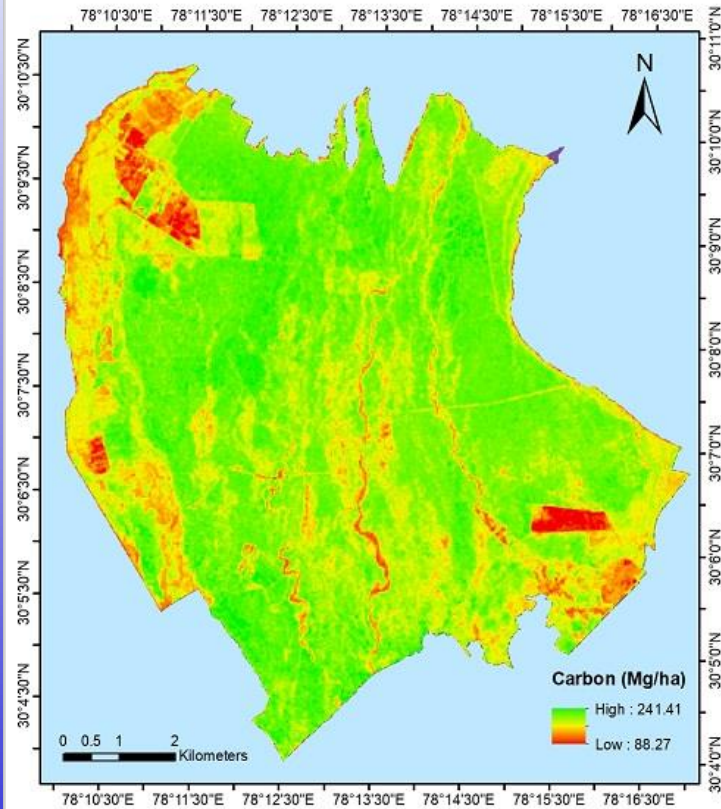 78°10'30"E 78°11'30"E 78°12'30"E 78°13'30"E 78°14'30"E 78°15'30"E 78°16'30"E
30°11'0"N
30°10'30"N
N
30°10'0"N
30°9'30"N
30°9'0"N
30°8'30"N
30°8'0"N
30°7'30"N
30°7'0"N
30°6'30"N
30°6'0"N
30°5'30"N
30°5'0"N
30°4'30"N
30°4'0"N
Carbon (Mg/ha)
High : 241.41
Low : 88.27
0 0.5 1 2
Kilometers
78°10'30"E 78°11'30"E 78°12'30"E 78°13'30"E 78°14'30"E 78°15'30"E 78°16'30"E